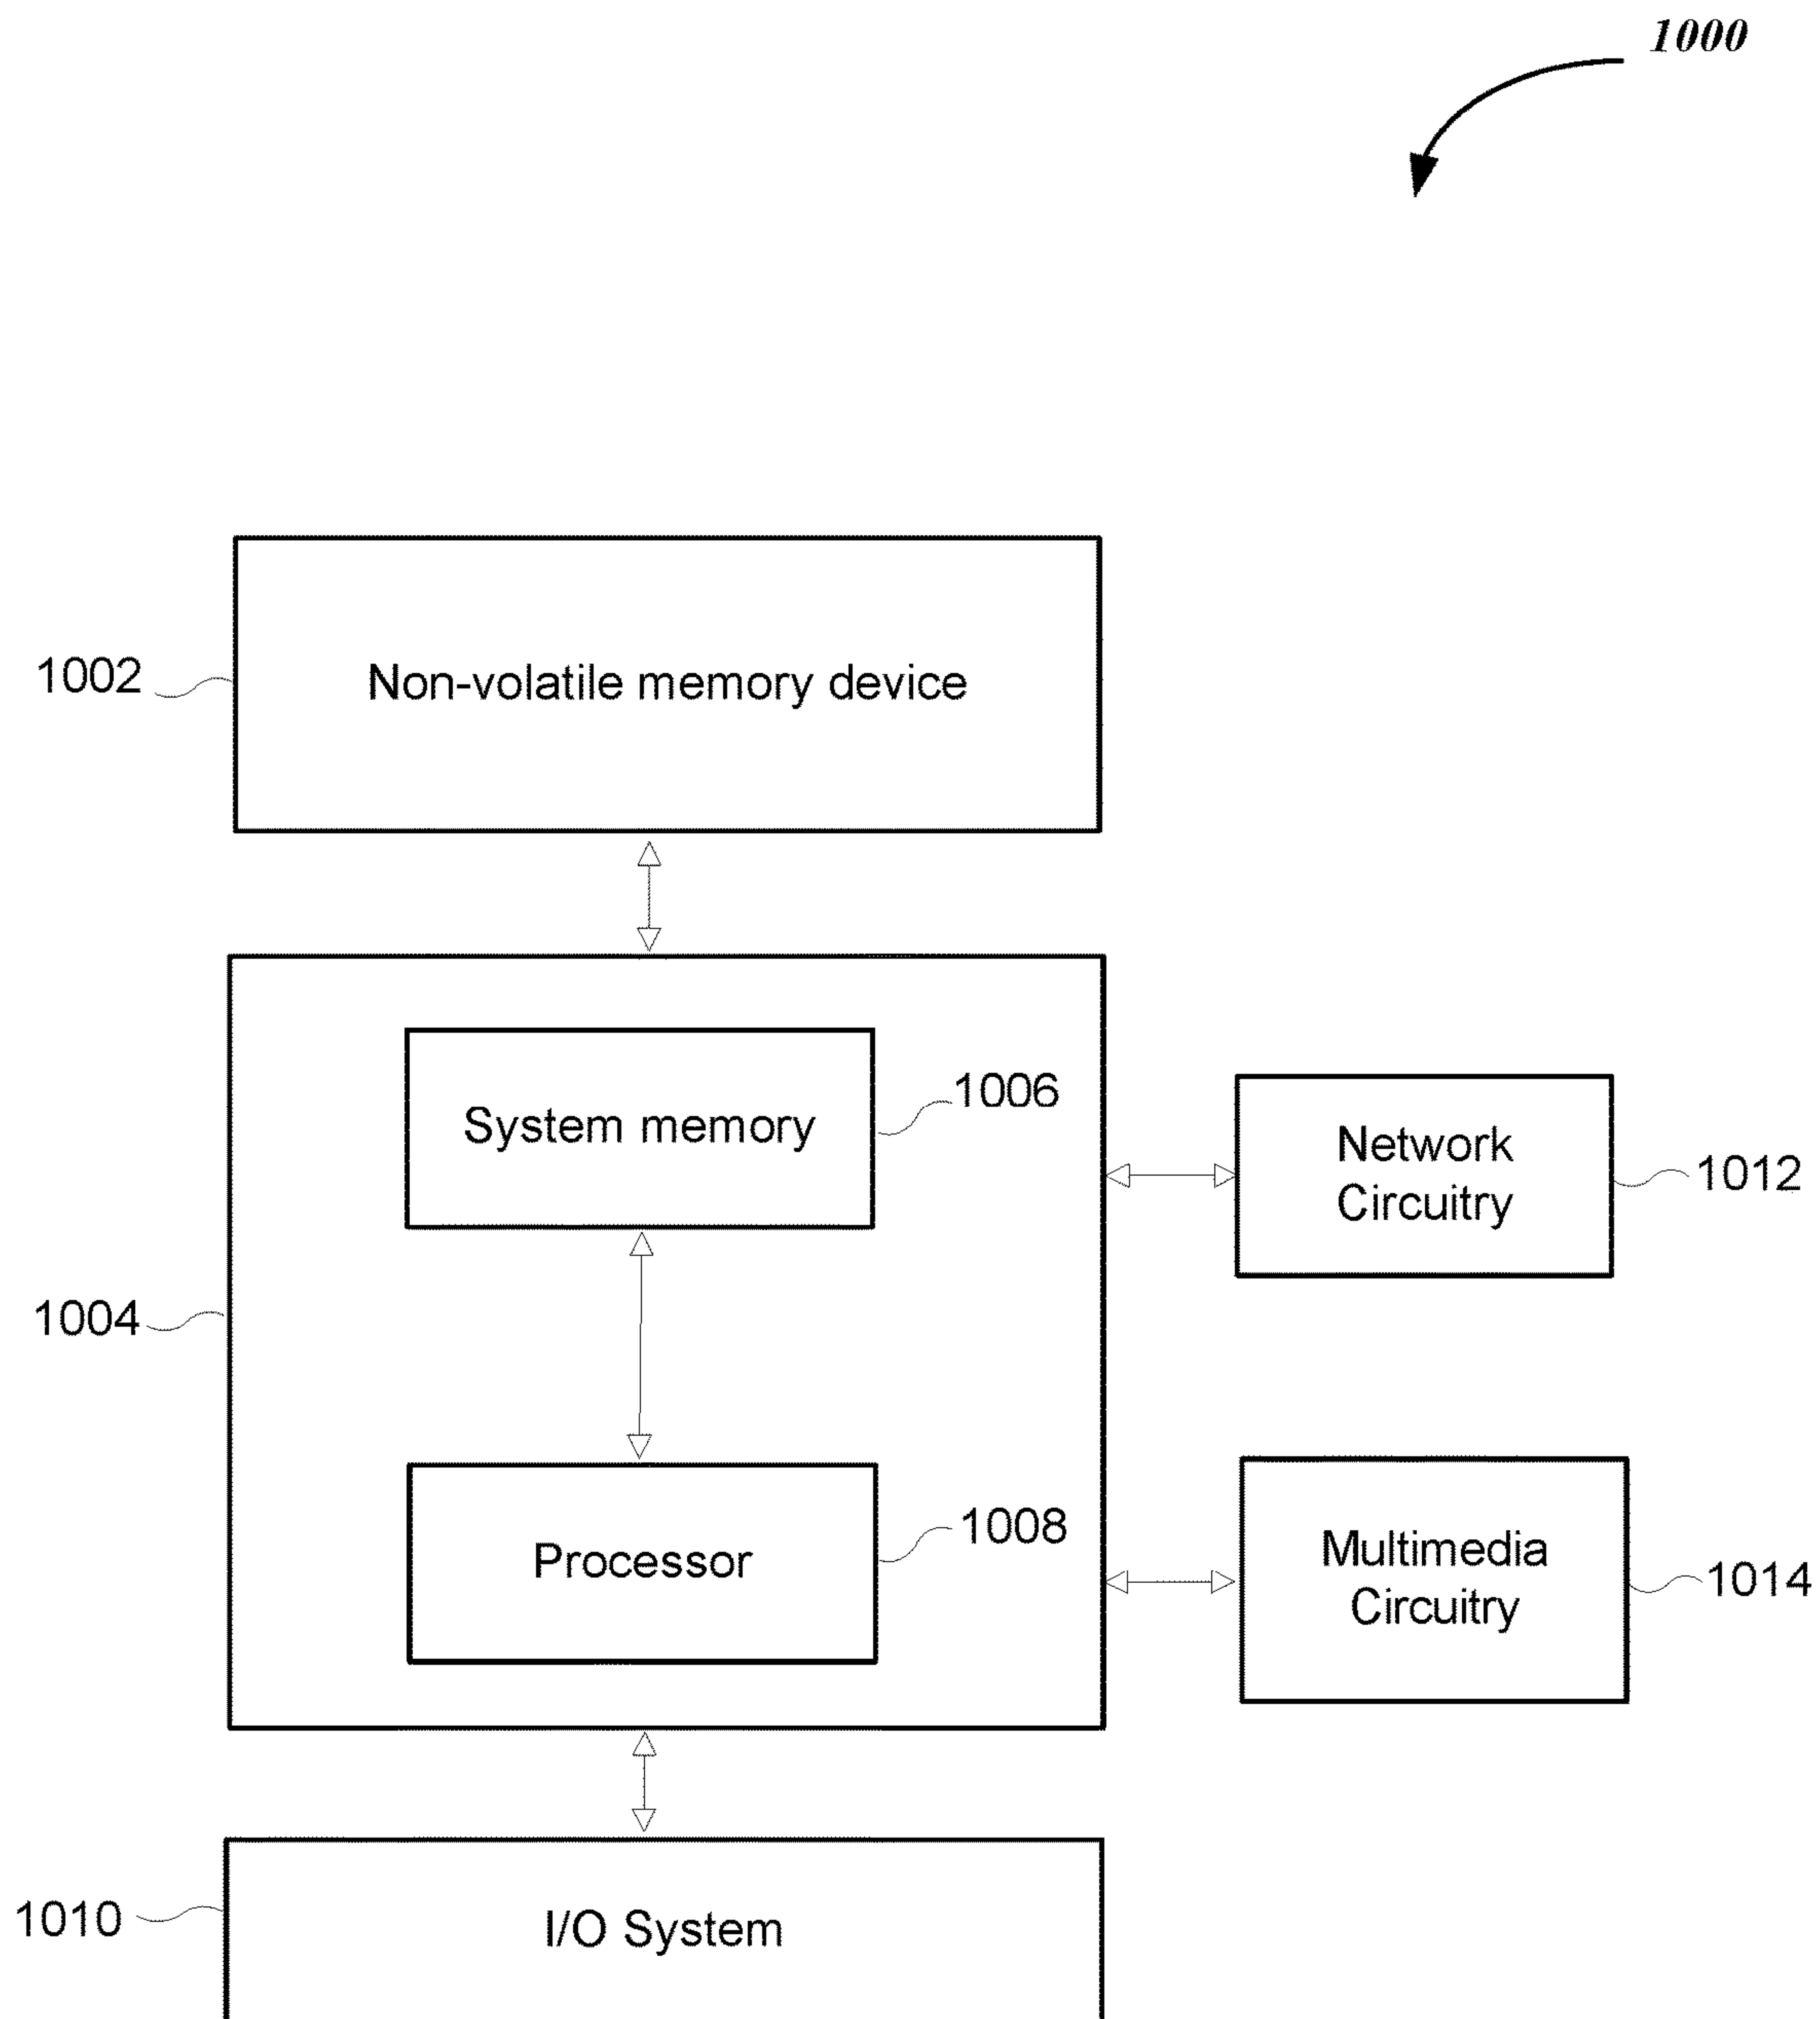 1000
1002
Non-volatile memory device
System memory
1006
Network
Circuitry
1012
1004
Processor
1008
Multimedia
Circuitry
1014
1010
I/O System